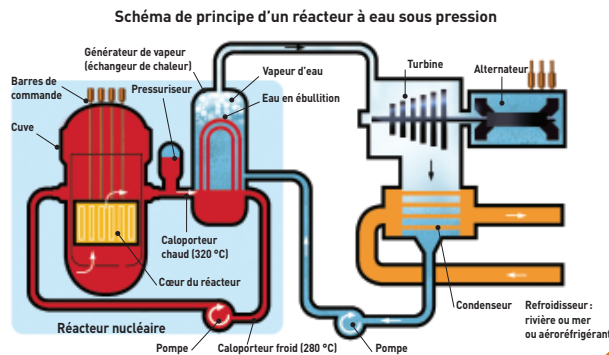 Schéma de principe d'un réacteur à eau sous pression
Générateur de vapeur
(échangeur de chaleur)
Vapeur d'eau
Turbine
Alternateur
Barres de
commande
Pressuriseur
Eau en ébullition
Cuve
Caloporteur
chaud (320 °C)
Cœur du réacteur
Condenseur
Refroidisseur :
rivière ou mer
ou aéroréfrigérant
Réacteur nucléaire
Pompe
Caloporteur froid (280 °C)
Pompe